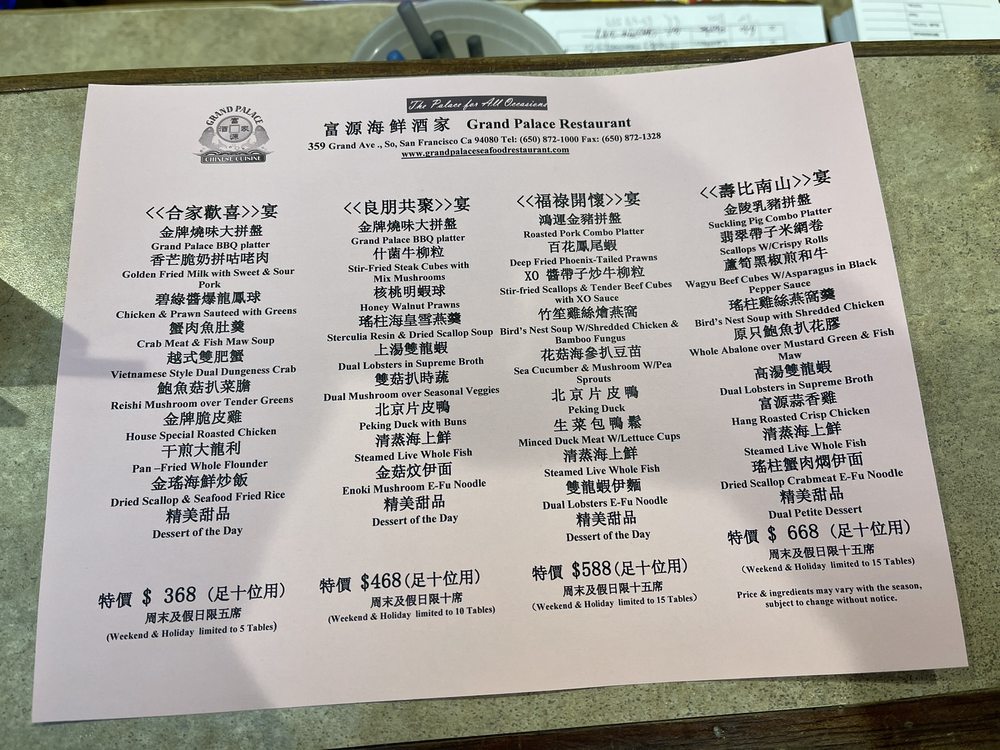 The Palace for All Occasions
GRAND PALACE
富
酒 家
源
CHINESE CUISINE
富源海鮮酒家 Grand Palace Restaurant
359 Grand Ave ., So, San Francisco Ca 94080 Tel: (650) 872-1000 Fax: (650) 872-1328
www.grandpalaceseafoodrestaurant.com
<<合家歡喜>>宴
金牌燒味大拼盤
Grand Palace BBQ platter
香芒脆奶拼咕咾肉
Golden Fried Milk with Sweet & Sour
Pork
碧綠醬爆龍鳳球
Chicken & Prawn Sauteed with Greens
蟹肉魚肚羹
Crab Meat & Fish Maw Soup
越式雙肥蟹
Vietnamese Style Dual Dungeness Crab
鮑魚菇扒菜膽
Reishi Mushroom over Tender Greens
金牌脆皮雞
House Special Roasted Chicken
干煎大龍利
Pan –Fried Whole Flounder
金瑤海鮮炒飯
Dried Scallop & Seafood Fried Rice
精美甜品
Dessert of the Day
特價 $ 368 (足十位用)
周末及假日限五席
(Weekend & Holiday limited to 5 Tables)
<<良朋共聚>>宴
金牌燒味大拼盤
Grand Palace BBQ platter
什菌牛柳粒
Stir-Fried Steak Cubes with
Mix Mushrooms
核桃明蝦球
Honey Walnut Prawns
瑤柱海皇雪燕羹
Sterculia Resin & Dried Scallop Soup
上湯雙龍蝦
Dual Lobsters in Supreme Broth
雙菇扒時蔬
Dual Mushroom over Seasonal Veggies
北京片皮鴨
Peking Duck with Buns
清蒸海上鮮
Steamed Live Whole Fish
金菇炆伊面
Enoki Mushroom E-Fu Noodle
精美甜品
Dessert of the Day
特價 $468(足十位用)
周末及假日限十席
(Weekend & Holiday limited to 10 Tables)
<<福祿開懷>>宴
鴻運金豬拼盤
Roasted Pork Combo Platter
百花鳳尾蝦
Deep Fried Phoenix-Tailed Prawns
XO 醬帶子炒牛柳粒
Stir-fried Scallops & Tender Beef Cubes
with XO Sauce
竹笙雞絲燴燕窩
Bird's Nest Soup W/Shredded Chicken &
Bamboo Fungus
花菇海參扒豆苗
Sea Cucumber & Mushroom W/Pea
Sprouts
北京片皮鴨
Peking Duck
生菜包鴨鬆
Minced Duck Meat W/Lettuce Cups
清蒸海上鮮
Steamed Live Whole Fish
雙龍蝦伊麵
Dual Lobsters E-Fu Noodle
精美甜品
Dessert of the Day
特價 $588(足十位用)
周末及假日限十五席
(Weekend & Holiday limited to 15 Tables)
<<壽比南山>>宴
金陵乳豬拼盤
Suckling Pig Combo Platter
翡翠帶子米網卷
Scallops W/Crispy Rolls
蘆筍黑椒煎和牛
Wagyu Beef Cubes W/Asparagus in Black
Pepper Sauce
瑤柱雞絲燕窩羹
Bird's Nest Soup with Shredded Chicken
原只鮑魚扒花膠
Whole Abalone over Mustard Green & Fish
Maw
高湯雙龍蝦
Dual Lobsters in Supreme Broth
富源蒜香雞
Hang Roasted Crisp Chicken
清蒸海上鮮
Steamed Live Whole Fish
瑤柱蟹肉焗伊面
Dried Scallop Crabmeat E-Fu Noodle
精美甜品
Dual Petite Dessert
特價 $ 668 (足十位用)
周末及假日限十五席
(Weekend & Holiday limited to 15 Tables)
Price & ingredients may vary with the season,
subject to change without notice.